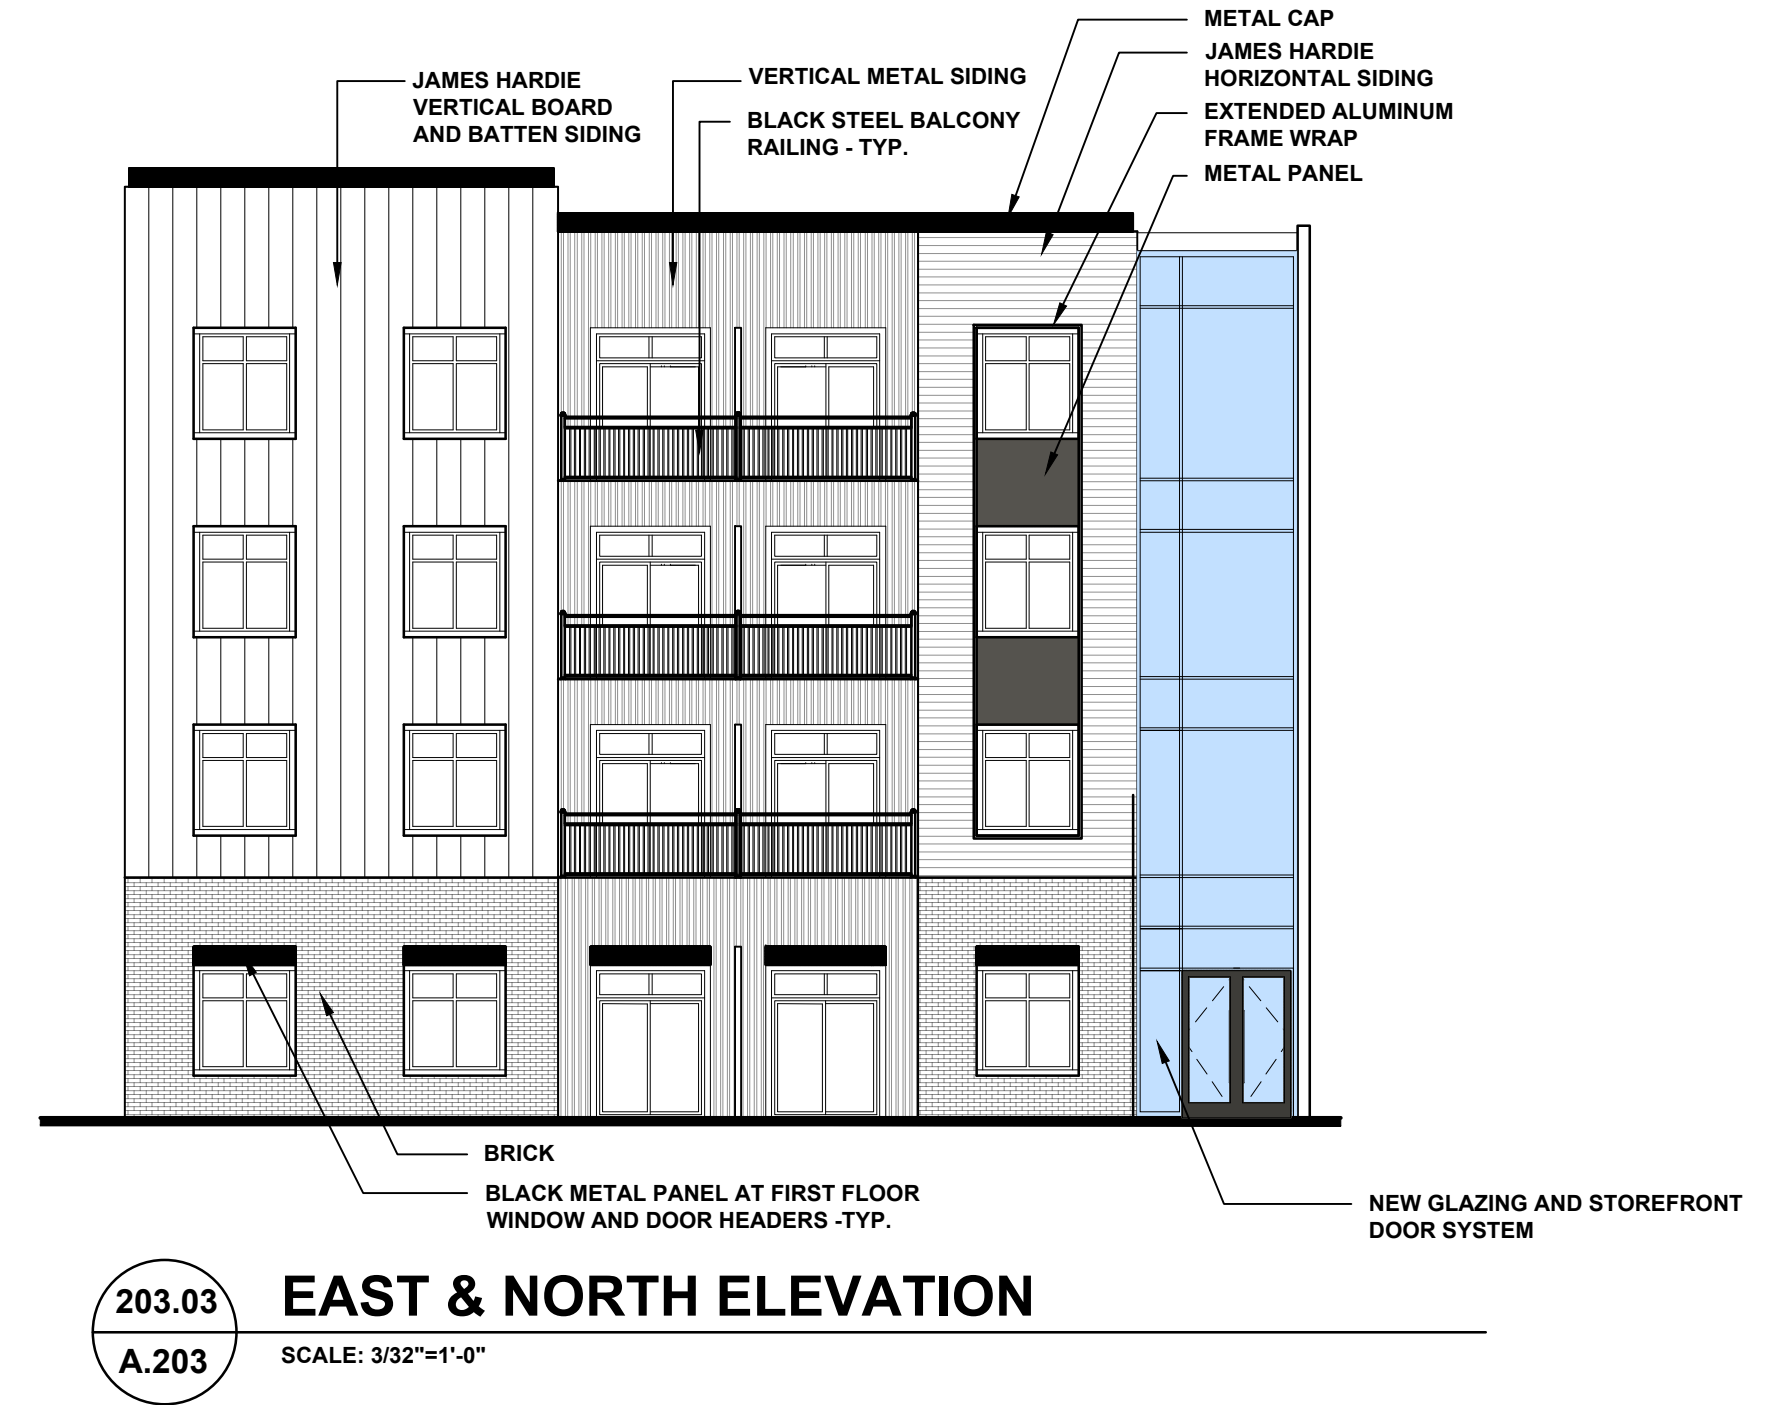 METAL CAP
JAMES HARDIE
HORIZONTAL SIDING
EXTENDED ALUMINUM
FRAME WRAP
METAL PANEL
VERTICAL METAL SIDING
BLACK STEEL BALCONY
RAILING - TYP.
JAMES HARDIE
VERTICAL BOARD
AND BATTEN SIDING
BRICK
BLACK METAL PANEL AT FIRST FLOOR
WINDOW AND DOOR HEADERS -TYP.
NEW GLAZING AND STOREFRONT
DOOR SYSTEM
203.03
A.203
EAST & NORTH ELEVATION
SCALE: 3/32"=1'-0"